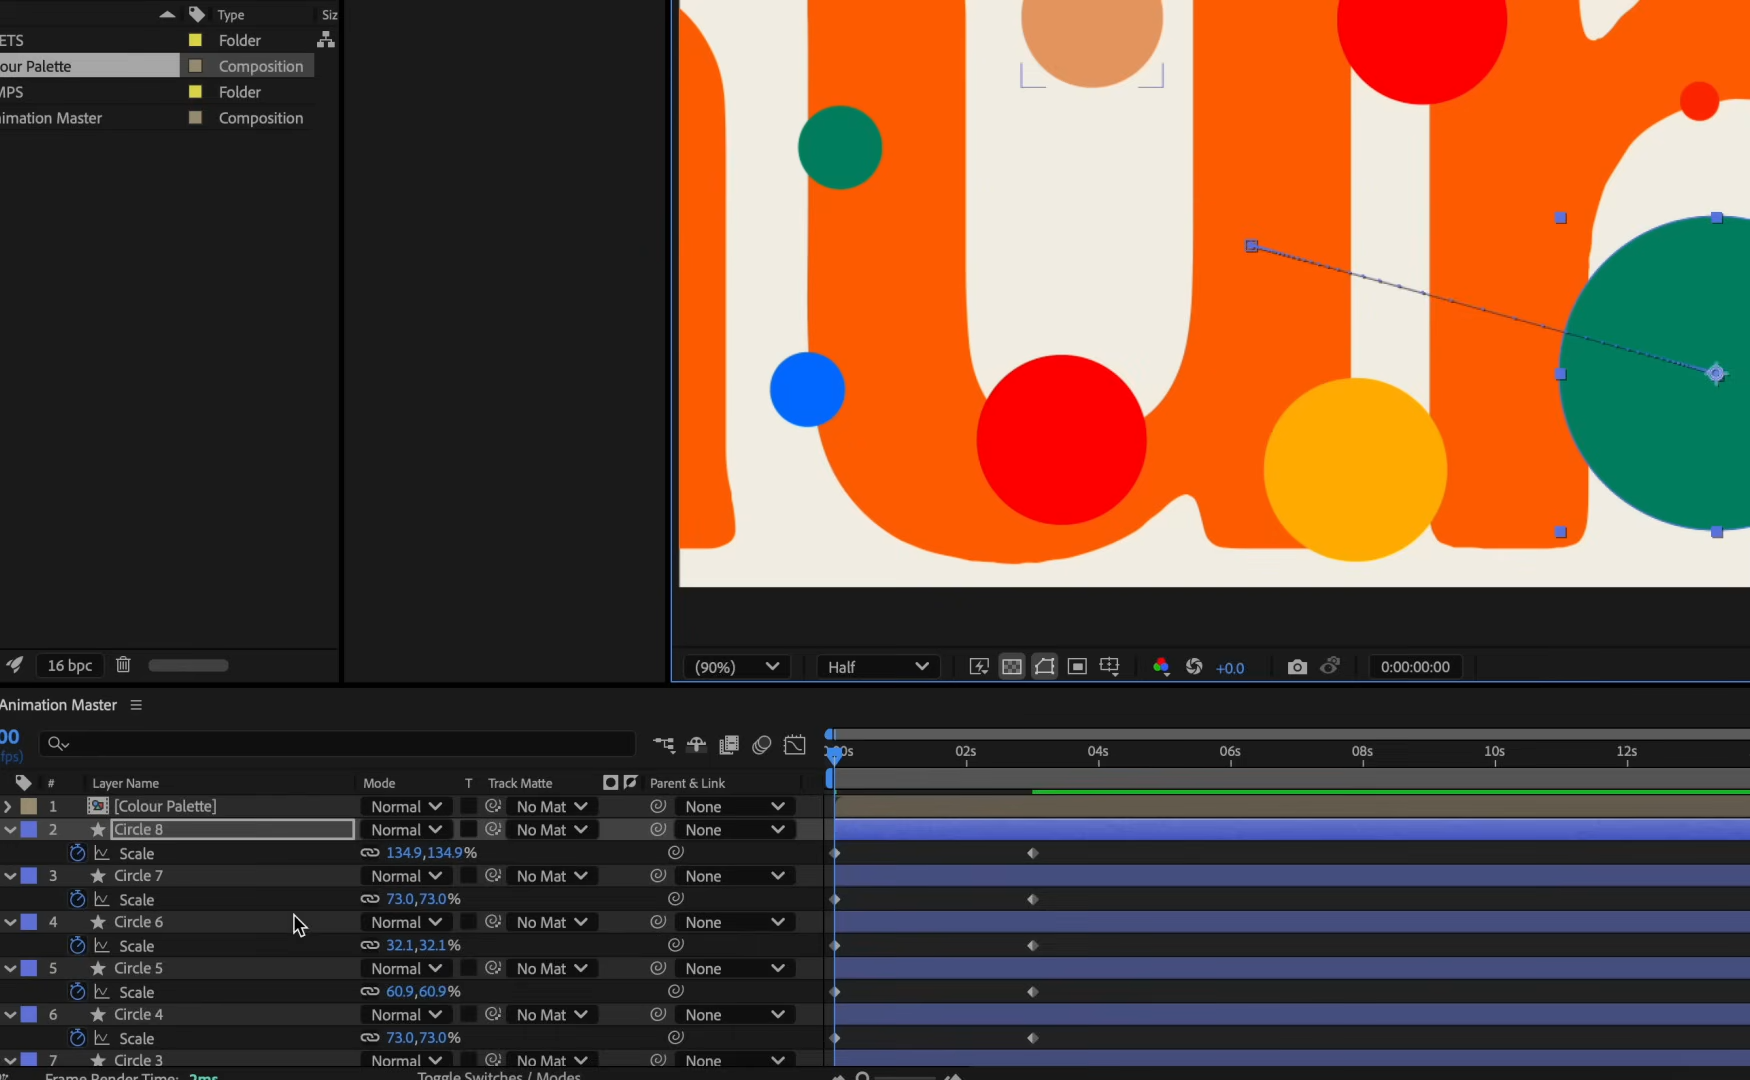 Type Siz
ETS Folder
our Palette Composition
MPS Folder
nimation Master Composition
16 bpc
(90%) Half +0.0 0:00:00:00
Animation Master
00
fps)
00s 02s 04s 06s 08s 10s 12s
# Layer Name Mode T Track Matte Parent & Link
1 [Colour Palette] Normal No Mat None
2 Circle 8 Normal No Mat None
Scale 134.9,134.9%
3 Circle 7 Normal No Mat None
Scale 73.0,73.0%
4 Circle 6 Normal No Mat None
Scale 32.1,32.1%
5 Circle 5 Normal No Mat None
Scale 60.9,60.9%
6 Circle 4 Normal No Mat None
Scale 73.0,73.0%
7 Circle 3 Normal No Mat None
Frame Render Time: 2ms Toggle Switches / Modes